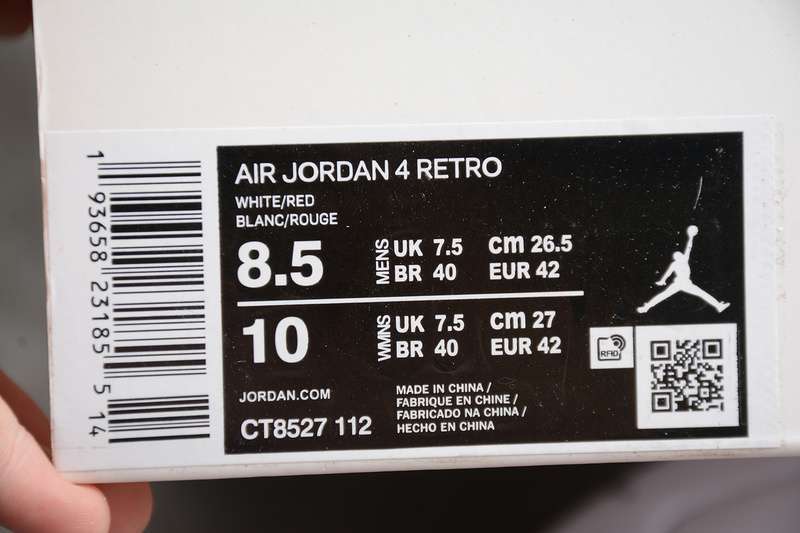 1 93658 23185 5 14
AIR JORDAN 4 RETRO
WHITE/RED
BLANC/ROUGE
8.5
MENS
UK 7.5 cm 26.5
BR 40 EUR 42
10
WMNS
UK 7.5 cm 27
BR 40 EUR 42
RFID
JORDAN.COM
CT8527 112
MADE IN CHINA /
FABRIQUE EN CHINE /
FABRICADO NA CHINA /
HECHO EN CHINA